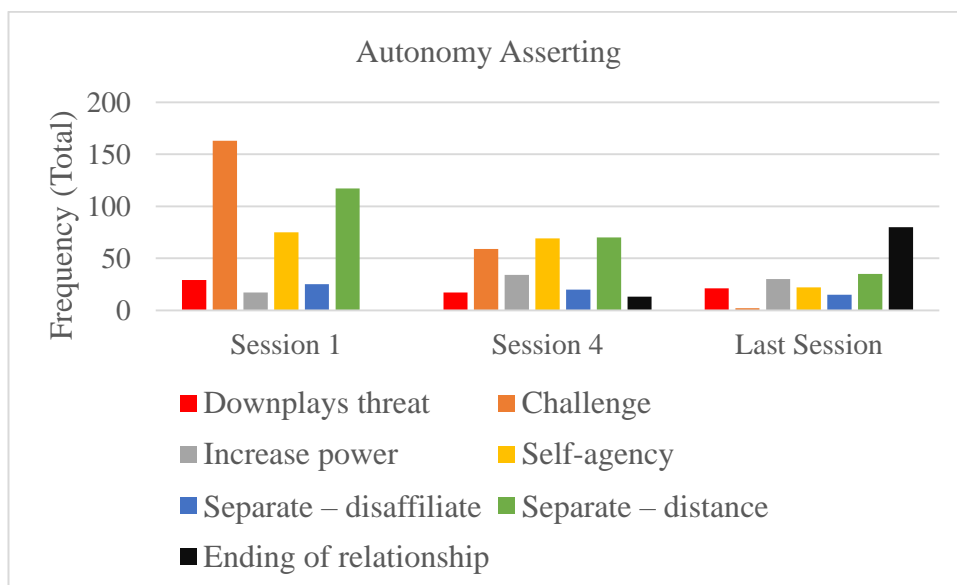 Autonomy Asserting
Frequency (Total)
200
150
100
50
0
Session 1 Session 4 Last Session
Downplays threat Challenge
Increase power Self-agency
Separate – disaffiliate Separate – distance
Ending of relationship